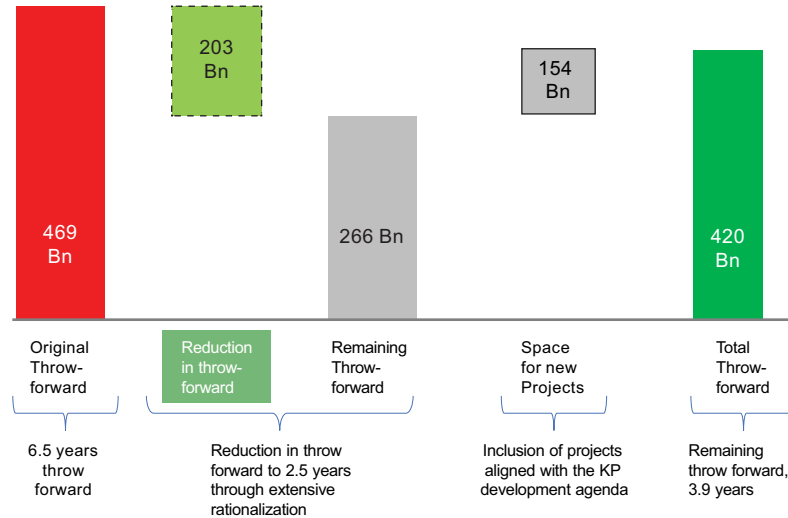 469
Bn
203
Bn
266 Bn
154
Bn
420
Bn
Original
Throw-
forward
Reduction
in throw-
forward
Remaining
Throw-
forward
Space
for new
Projects
Total
Throw-
forward
6.5 years
throw
forward
Reduction in throw
forward to 2.5 years
through extensive
rationalization
Inclusion of projects
aligned with the KP
development agenda
Remaining
throw forward,
3.9 years